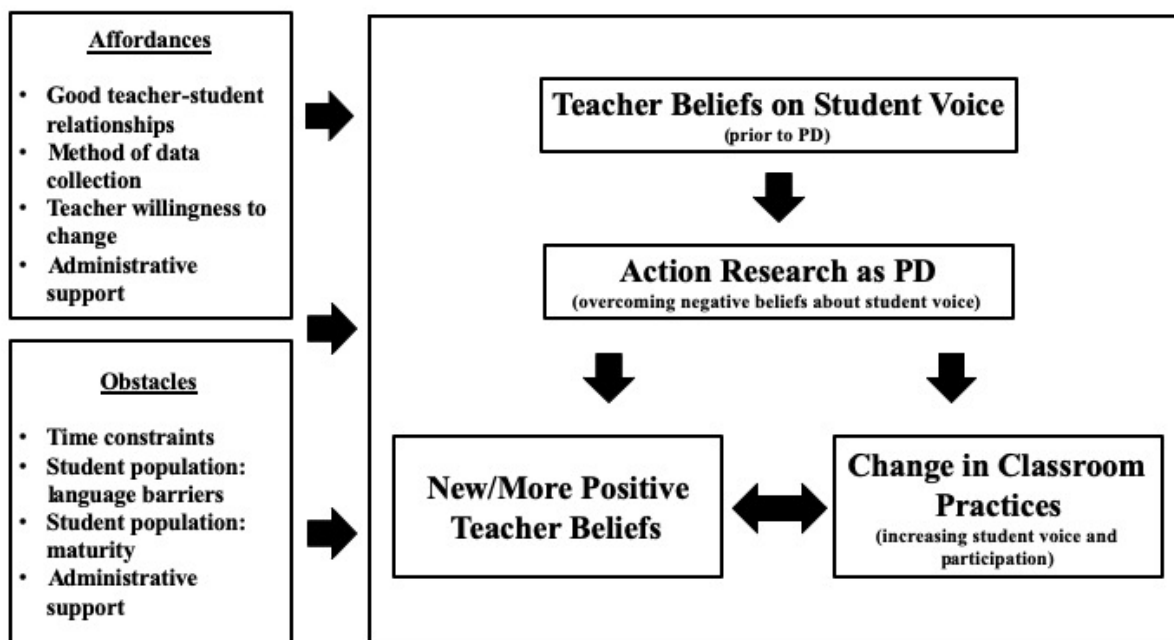 Affordances
• Good teacher-student
relationships
• Method of data
collection
• Teacher willingness to
change
• Administrative
support
Obstacles
• Time constraints
• Student population:
language barriers
• Student population:
maturity
• Administrative
support
Teacher Beliefs on Student Voice
(prior to PD)
Action Research as PD
(overcoming negative beliefs about student voice)
New/More Positive
Teacher Beliefs
Change in Classroom
Practices
(increasing student voice and
participation)